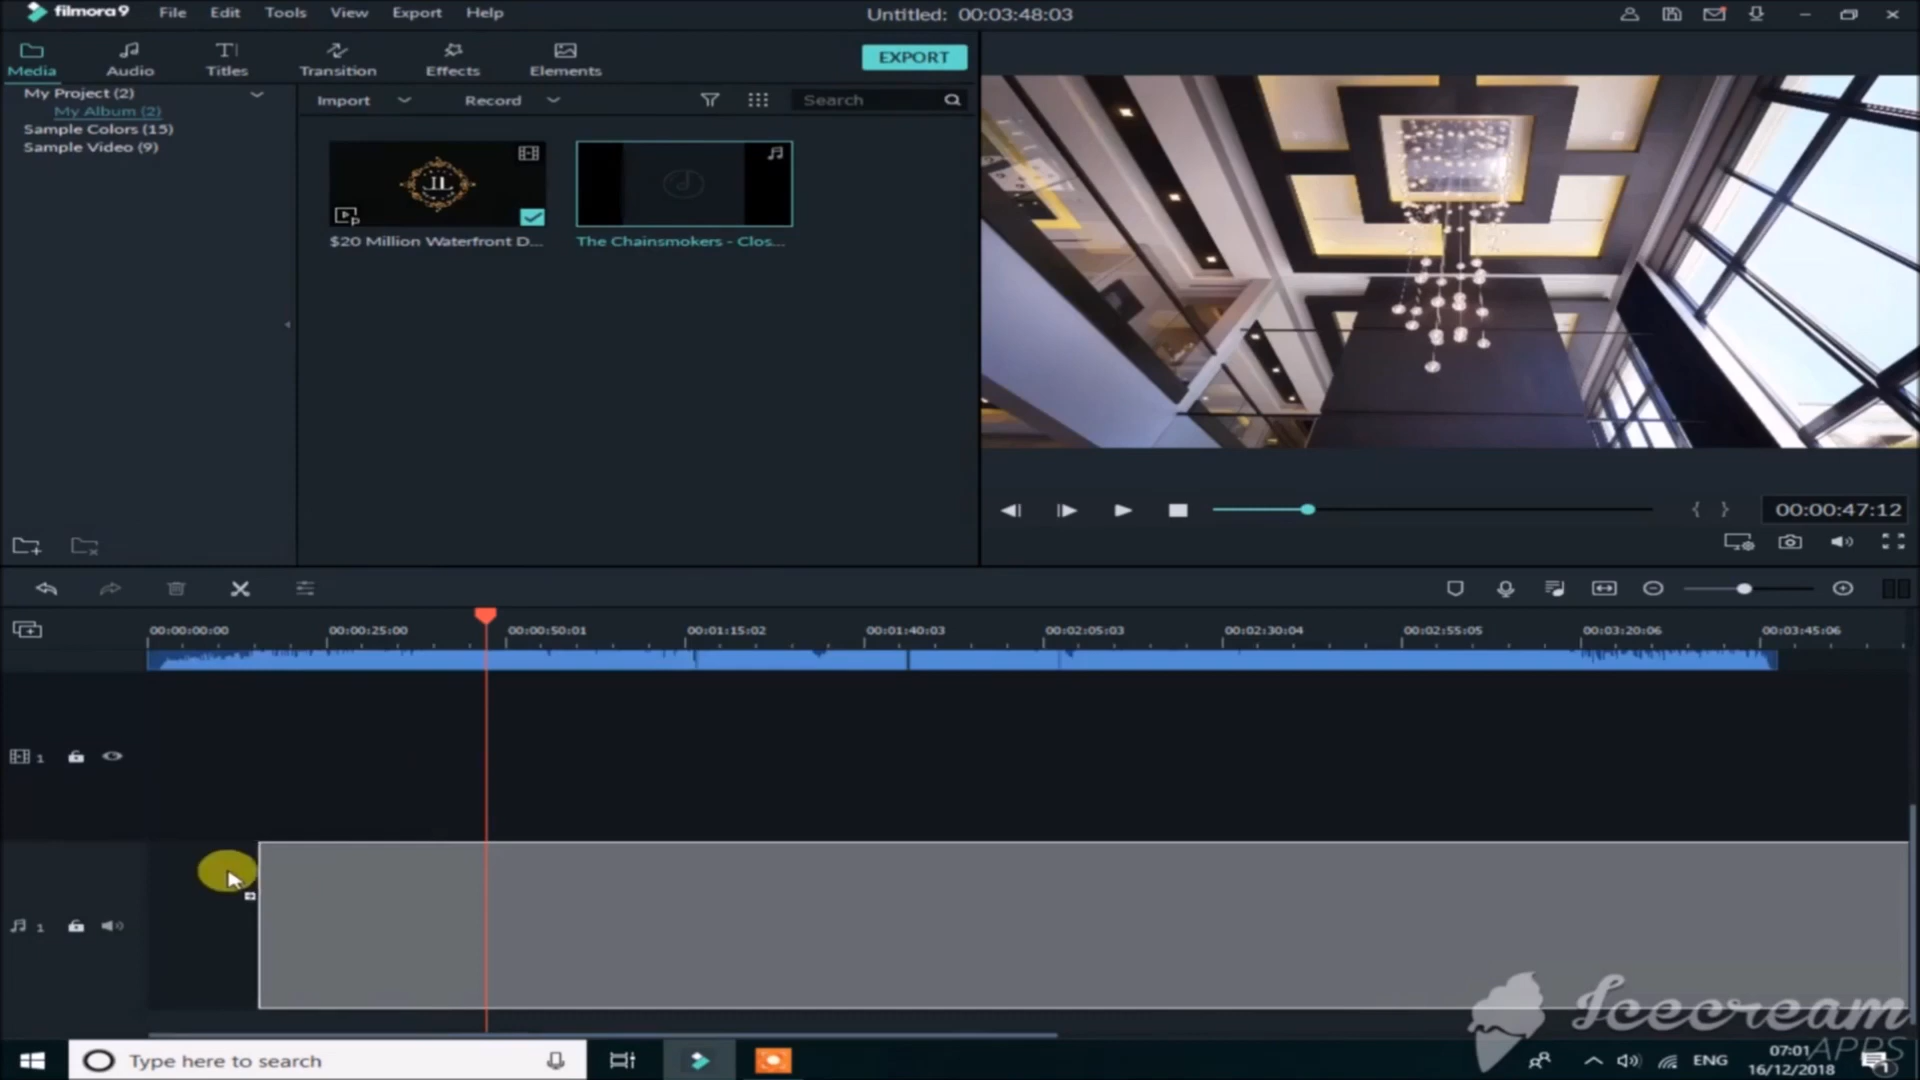 filmora9 File Edit Tools View Export Help
Untitled: 00:03:48:03
Media Audio Titles Transition Effects Elements
EXPORT
My Project (2)
My Album (2)
Sample Colors (15)
Sample Video (9)
Import Record Search
JL
$20 Million Waterfront D...
The Chainsmokers - Clos...
00:00:47:12
00:00:00:00 00:00:25:00 00:00:50:01 00:01:15:02 00:01:40:03 00:02:05:03 00:02:30:04 00:02:55:05 00:03:20:06 00:03:45:06
1
1
Icecream
APPS
Type here to search
ENG
07:01
16/12/2018
1